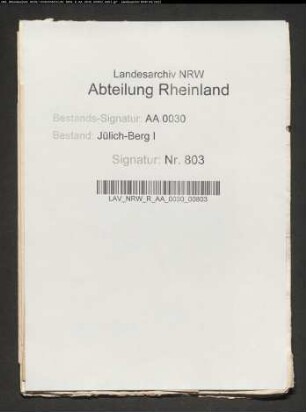 Landesarchiv NRW
Abteilung Rheinland
Bestands-Signatur: AA 0030
Bestand: Jülich-Berg I
Signatur: Nr. 803
LAV_NRW_R_AA_0030_00803